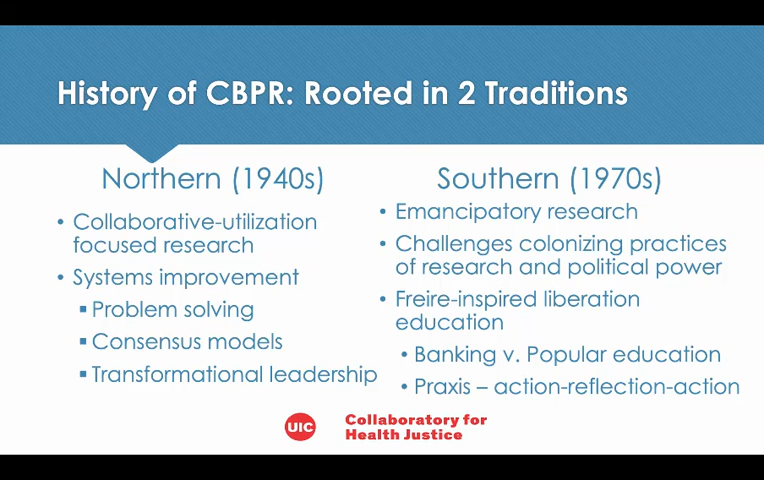 History of CBPR: Rooted in 2 Traditions
Northern (1940s)
• Collaborative-utilization
focused research
• Systems improvement
▪ Problem solving
▪ Consensus models
▪ Transformational leadership
Southern (1970s)
• Emancipatory research
• Challenges colonizing practices
of research and political power
• Freire-inspired liberation
education
• Banking v. Popular education
• Praxis – action-reflection-action
UIC
Collaboratory for
Health Justice